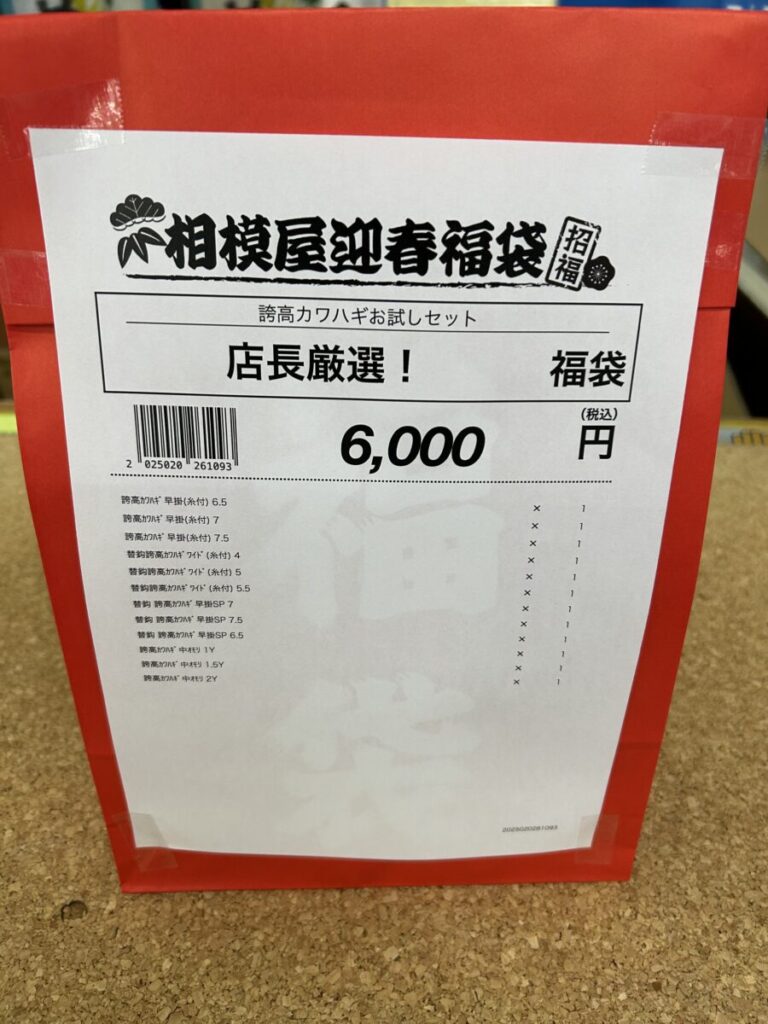 相模屋迎春福袋 招福
誇高カワハギお試しセット
店長厳選! 福袋
2 025020 261093
6,000 (税込) 円
誇高ｶﾜﾊｷﾞ早掛(糸付) 6.5 × 1
誇高ｶﾜﾊｷﾞ早掛(糸付) 7 × 1
誇高ｶﾜﾊｷﾞ早掛(糸付) 7.5 × 1
替鈎誇高ｶﾜﾊｷﾞﾜｲﾄﾞ(糸付) 4 × 1
替鈎誇高ｶﾜﾊｷﾞﾜｲﾄﾞ(糸付) 5 × 1
替鈎誇高ｶﾜﾊｷﾞﾜｲﾄﾞ(糸付) 5.5 × 1
替鈎 誇高ｶﾜﾊｷﾞ早掛SP 7 × 1
替鈎 誇高ｶﾜﾊｷﾞ早掛SP 7.5 × 1
替鈎 誇高ｶﾜﾊｷﾞ早掛SP 6.5 × 1
誇高ｶﾜﾊｷﾞ中ｵﾓﾘ 1Y × 1
誇高ｶﾜﾊｷﾞ中ｵﾓﾘ 1.5Y × 1
誇高ｶﾜﾊｷﾞ中ｵﾓﾘ 2Y × 1
2025020261093